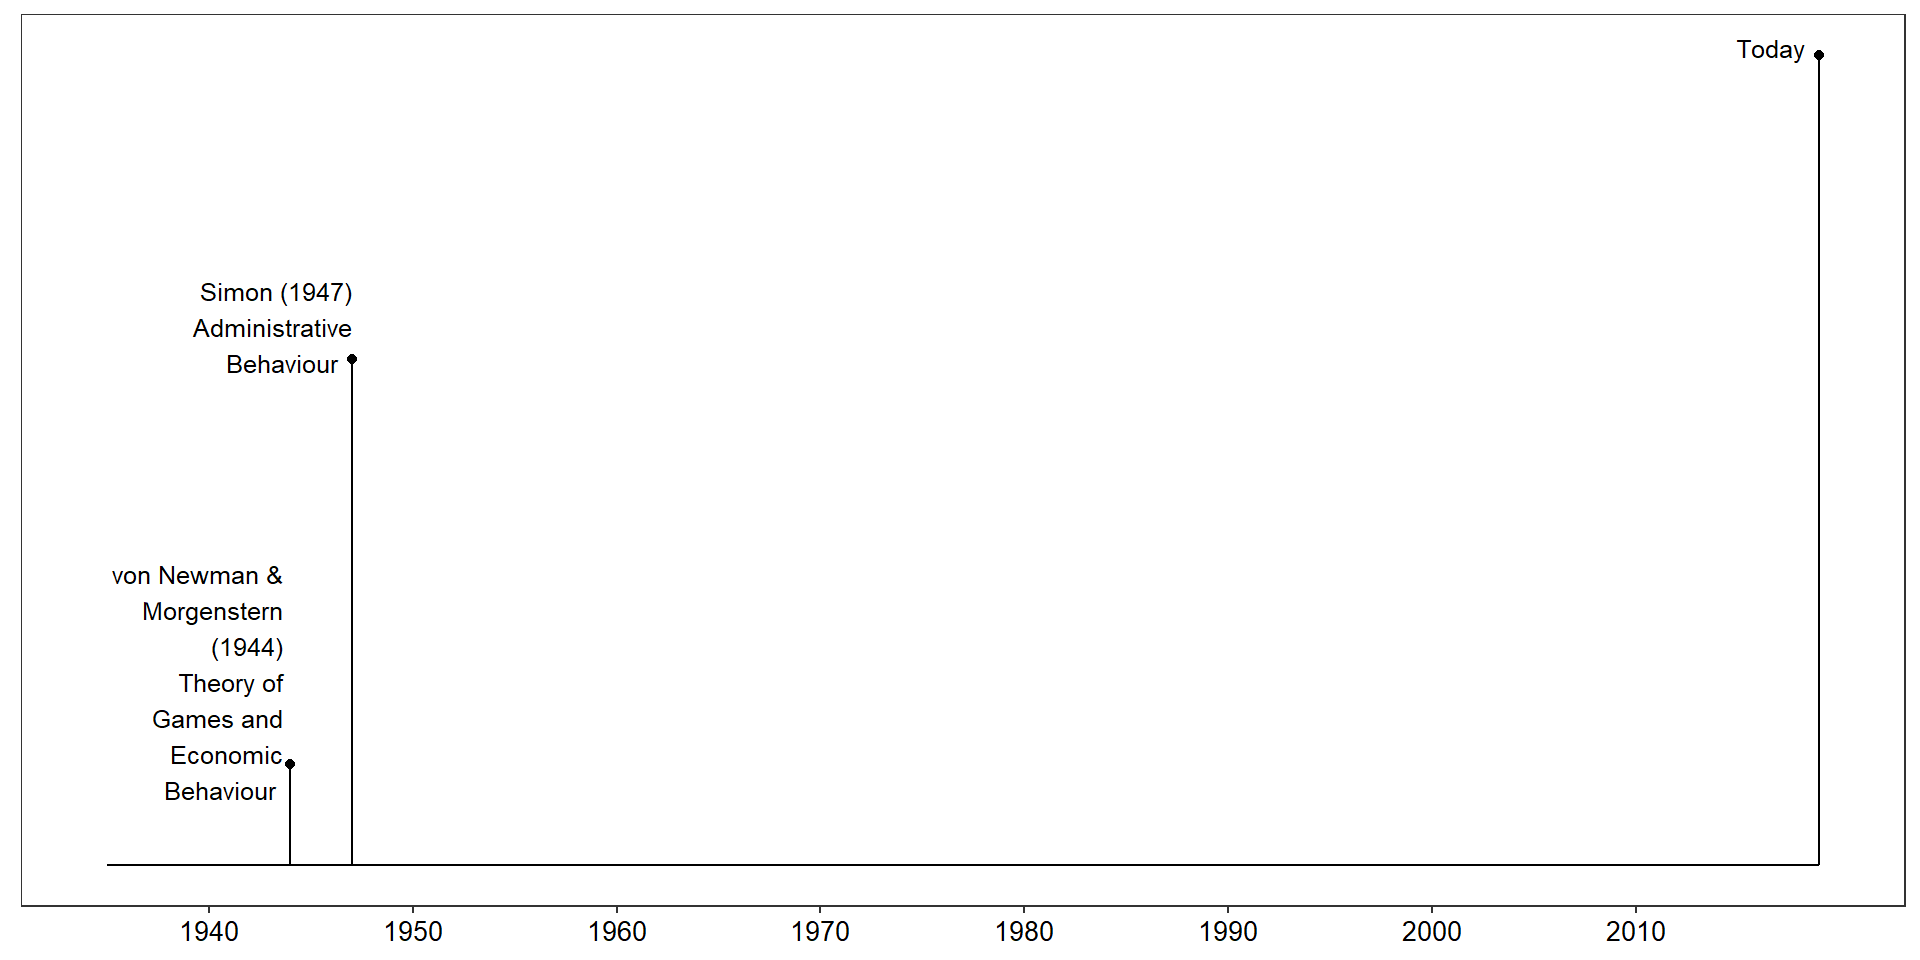 Today
Simon (1947)
Administrative
Behaviour
von Newman &
Morgenstern
(1944)
Theory of
Games and
Economic
Behaviour
1940
1950
1960
1970
1980
1990
2000
2010